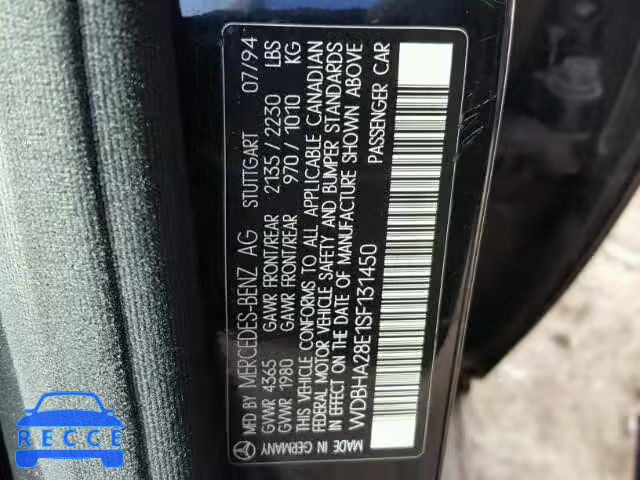 MFD BY MERCEDES-BENZ AG STUTTGART 07/94
GVWR 4365 GAWR FRONT/REAR 2135/2230 LBS
GVWR 1980 GAWR FRONT/REAR 970/1010 KG
THIS VEHICLE CONFORMS TO ALL APPLICABLE CANADIAN
FEDERAL MOTOR VEHICLE SAFETY AND BUMPER STANDARDS
IN EFFECT ON THE DATE OF MANUFACTURE SHOWN ABOVE
WDBHA28E1SF131450 PASSENGER CAR
MADE IN GERMANY
RECCE
BIDFAX